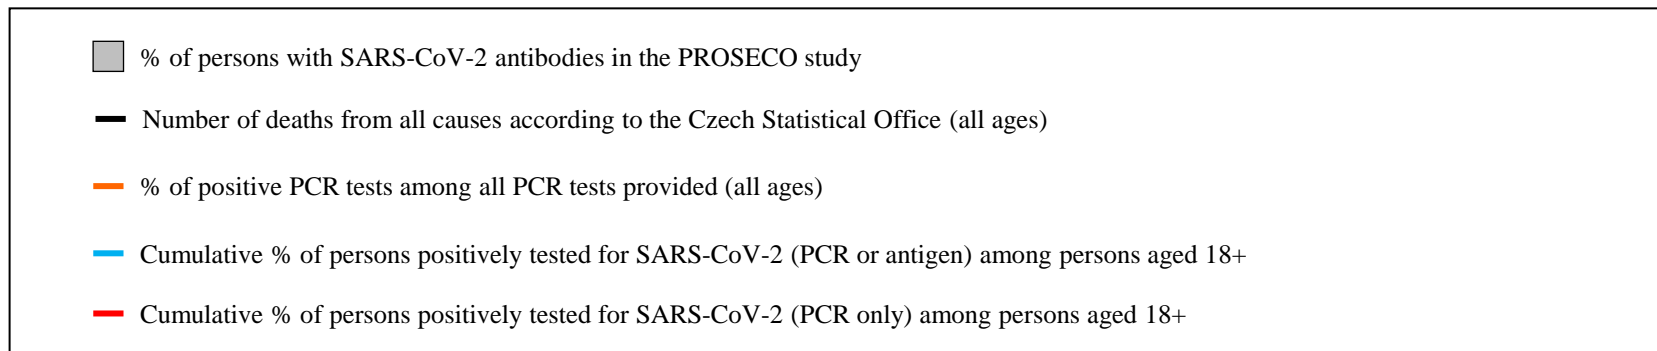 % of persons with SARS-CoV-2 antibodies in the PROSECO study
Number of deaths from all causes according to the Czech Statistical Office (all ages)
% of positive PCR tests among all PCR tests provided (all ages)
Cumulative % of persons positively tested for SARS-CoV-2 (PCR or antigen) among persons aged 18+
Cumulative % of persons positively tested for SARS-CoV-2 (PCR only) among persons aged 18+